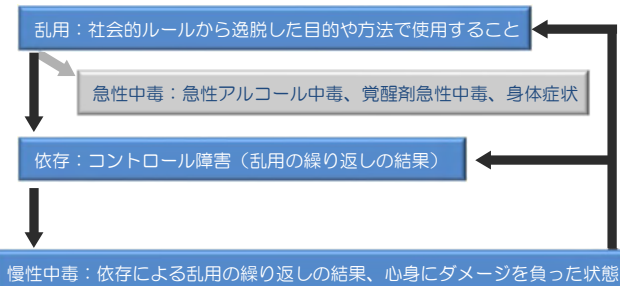 乱用：社会的ルールから逸脱した目的や方法で使用すること
急性中毒：急性アルコール中毒、覚醒剤急性中毒、身体症状
依存：コントロール障害（乱用の繰り返しの結果）
慢性中毒：依存による乱用の繰り返しの結果、心身にダメージを負った状態